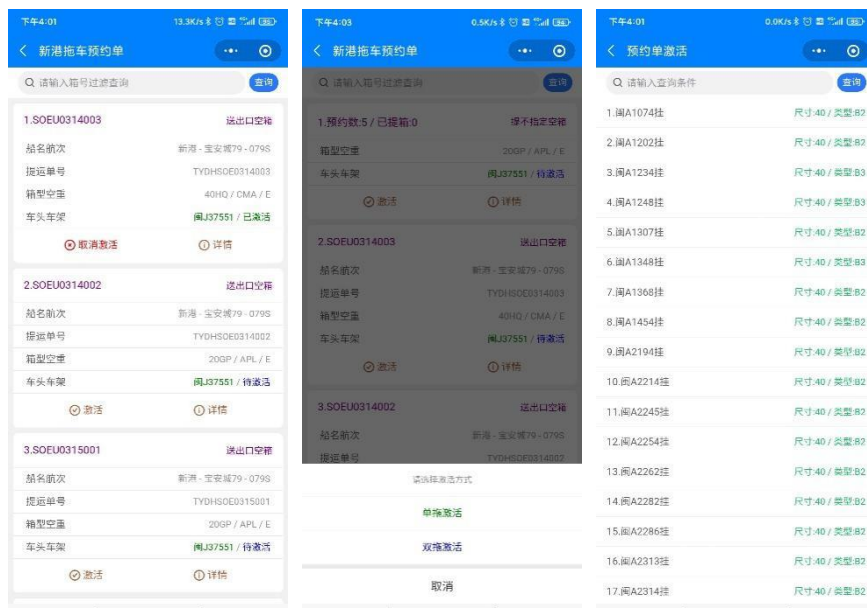 下午4:01
13.3K/s
新港拖车预约单
请输入箱号过滤查询
查询
1.SOEU0314003 送出口空箱
船名航次 新港 - 宝安城79 - 079S
提运单号 TYDHSOE0314003
箱型空重 40HQ / CMA / E
车头车架 闽J37551 / 已激活
取消激活 详情
2.SOEU0314002 送出口空箱
船名航次 新港 - 宝安城79 - 079S
提运单号 TYDHSOE0314002
箱型空重 20GP / APL / E
车头车架 闽J37551 / 待激活
激活 详情
3.SOEU0315001 送出口空箱
船名航次 新港 - 宝安城79 - 079S
提运单号 TYDHSOE0315001
箱型空重 20GP / APL / E
车头车架 闽J37551 / 待激活
激活 详情
下午4:03
0.5K/s
新港拖车预约单
请输入箱号过滤查询
查询
1.预约数:5 / 已提箱:0 提不指定空箱
箱型空重 20GP / APL / E
车头车架 闽J37551 / 待激活
激活 详情
2.SOEU0314003 送出口空箱
船名航次 新港 - 宝安城79 - 079S
提运单号 TYDHSOE0314003
箱型空重 40HQ / CMA / E
车头车架 闽J37551 / 待激活
激活 详情
3.SOEU0314002 送出口空箱
船名航次 新港 - 宝安城79 - 079S
提运单号 TYDHSOE0314002
请选择激活方式
单拖激活
双拖激活
取消
下午4:01
0.0K/s
预约单激活
请输入查询条件
查询
1.闽A1074挂 尺寸:40 / 类型:B2
2.闽A1202挂 尺寸:40 / 类型:B2
3.闽A1234挂 尺寸:40 / 类型:B3
4.闽A1248挂 尺寸:40 / 类型:B3
5.闽A1307挂 尺寸:40 / 类型:B2
6.闽A1348挂 尺寸:40 / 类型:B3
7.闽A1368挂 尺寸:40 / 类型:B2
8.闽A1454挂 尺寸:40 / 类型:B2
9.闽A2194挂 尺寸:40 / 类型:B2
10.闽A2214挂 尺寸:40 / 类型:B2
11.闽A2245挂 尺寸:40 / 类型:B2
12.闽A2254挂 尺寸:40 / 类型:B2
13.闽A2262挂 尺寸:40 / 类型:B2
14.闽A2282挂 尺寸:40 / 类型:B2
15.闽A2286挂 尺寸:40 / 类型:B2
16.闽A2313挂 尺寸:40 / 类型:B2
17.闽A2314挂 尺寸:40 / 类型:B2